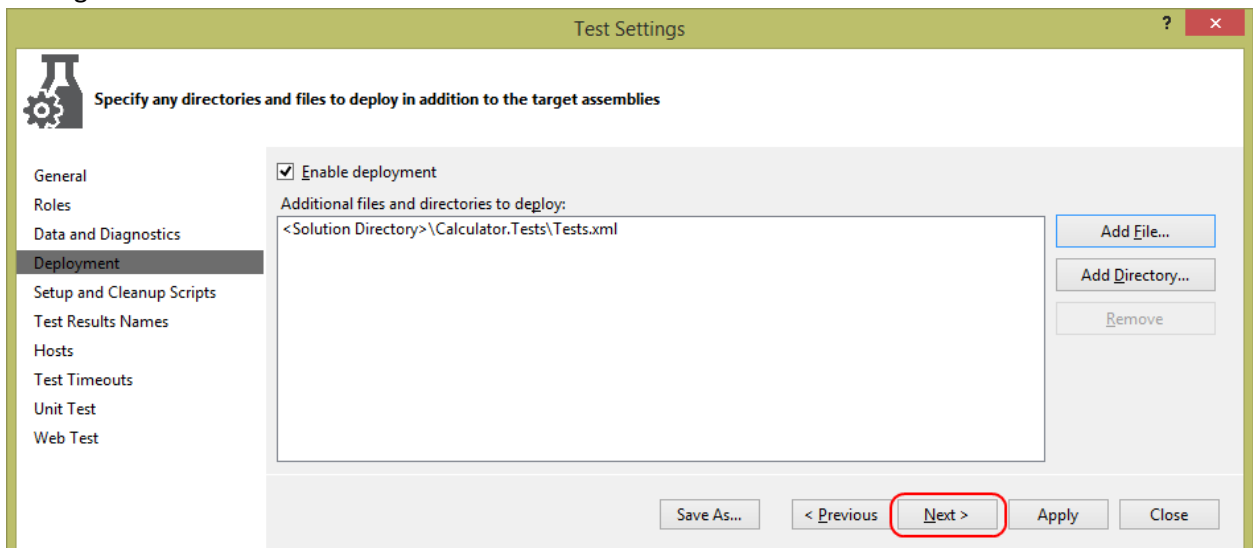 Test Settings
?
×
Specify any directories and files to deploy in addition to the target assemblies
General
Roles
Data and Diagnostics
Deployment
Setup and Cleanup Scripts
Test Results Names
Hosts
Test Timeouts
Unit Test
Web Test
Enable deployment
Additional files and directories to deploy:
<Solution Directory>\Calculator.Tests\Tests.xml
Add File...
Add Directory...
Remove
Save As...
< Previous
Next >
Apply
Close